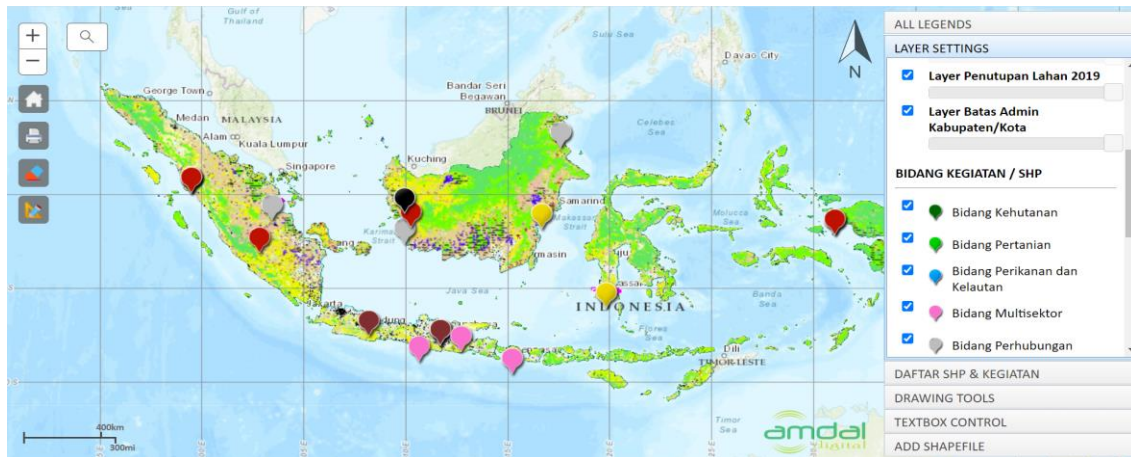 Gulf of
Thailand
Sulu Sea
Davao City
George Town
Medan
MALAYSIA
Alam
Kuala Lumpur
Singapore
Bandar Seri
Begawan
BRUNEI
Celebes
Sea
Kuching
Samarind
Makassar
Strait
Molucca
Sea
Karima
Strait
Java Sea
INDONESIA
Banda
Sea
Flores
Sea
Dili
TIMOR-LESTE
Timor
Sea
N
400km
300mi
amdal
digital
ALL LEGENDS
LAYER SETTINGS
Layer Penutupan Lahan 2019
Layer Batas Admin
Kabupaten/Kota
BIDANG KEGIATAN / SHP
Bidang Kehutanan
Bidang Pertanian
Bidang Perikanan dan
Kelautan
Bidang Multisektor
Bidang Perhubungan
DAFTAR SHP & KEGIATAN
DRAWING TOOLS
TEXTBOX CONTROL
ADD SHAPEFILE